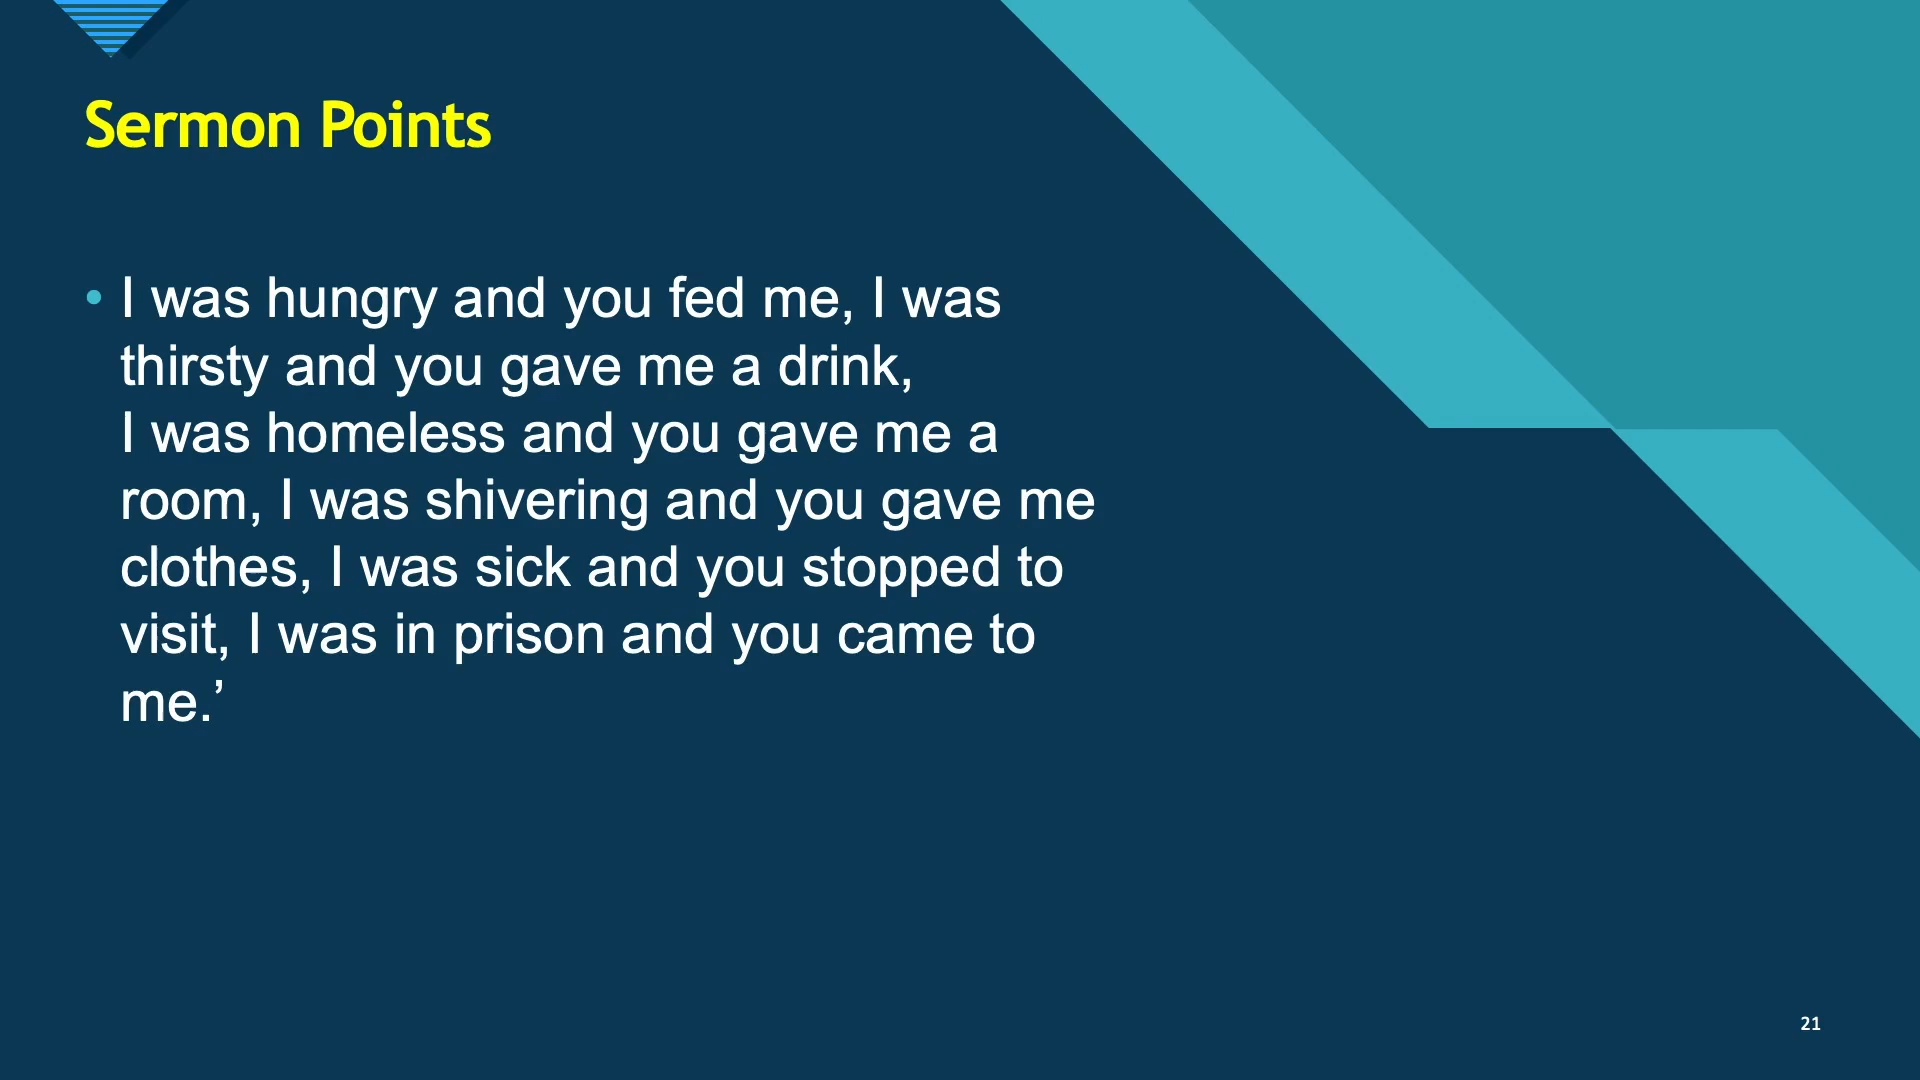 Sermon Points
• I was hungry and you fed me, I was
thirsty and you gave me a drink,
I was homeless and you gave me a
room, I was shivering and you gave me
clothes, I was sick and you stopped to
visit, I was in prison and you came to
me.’
21